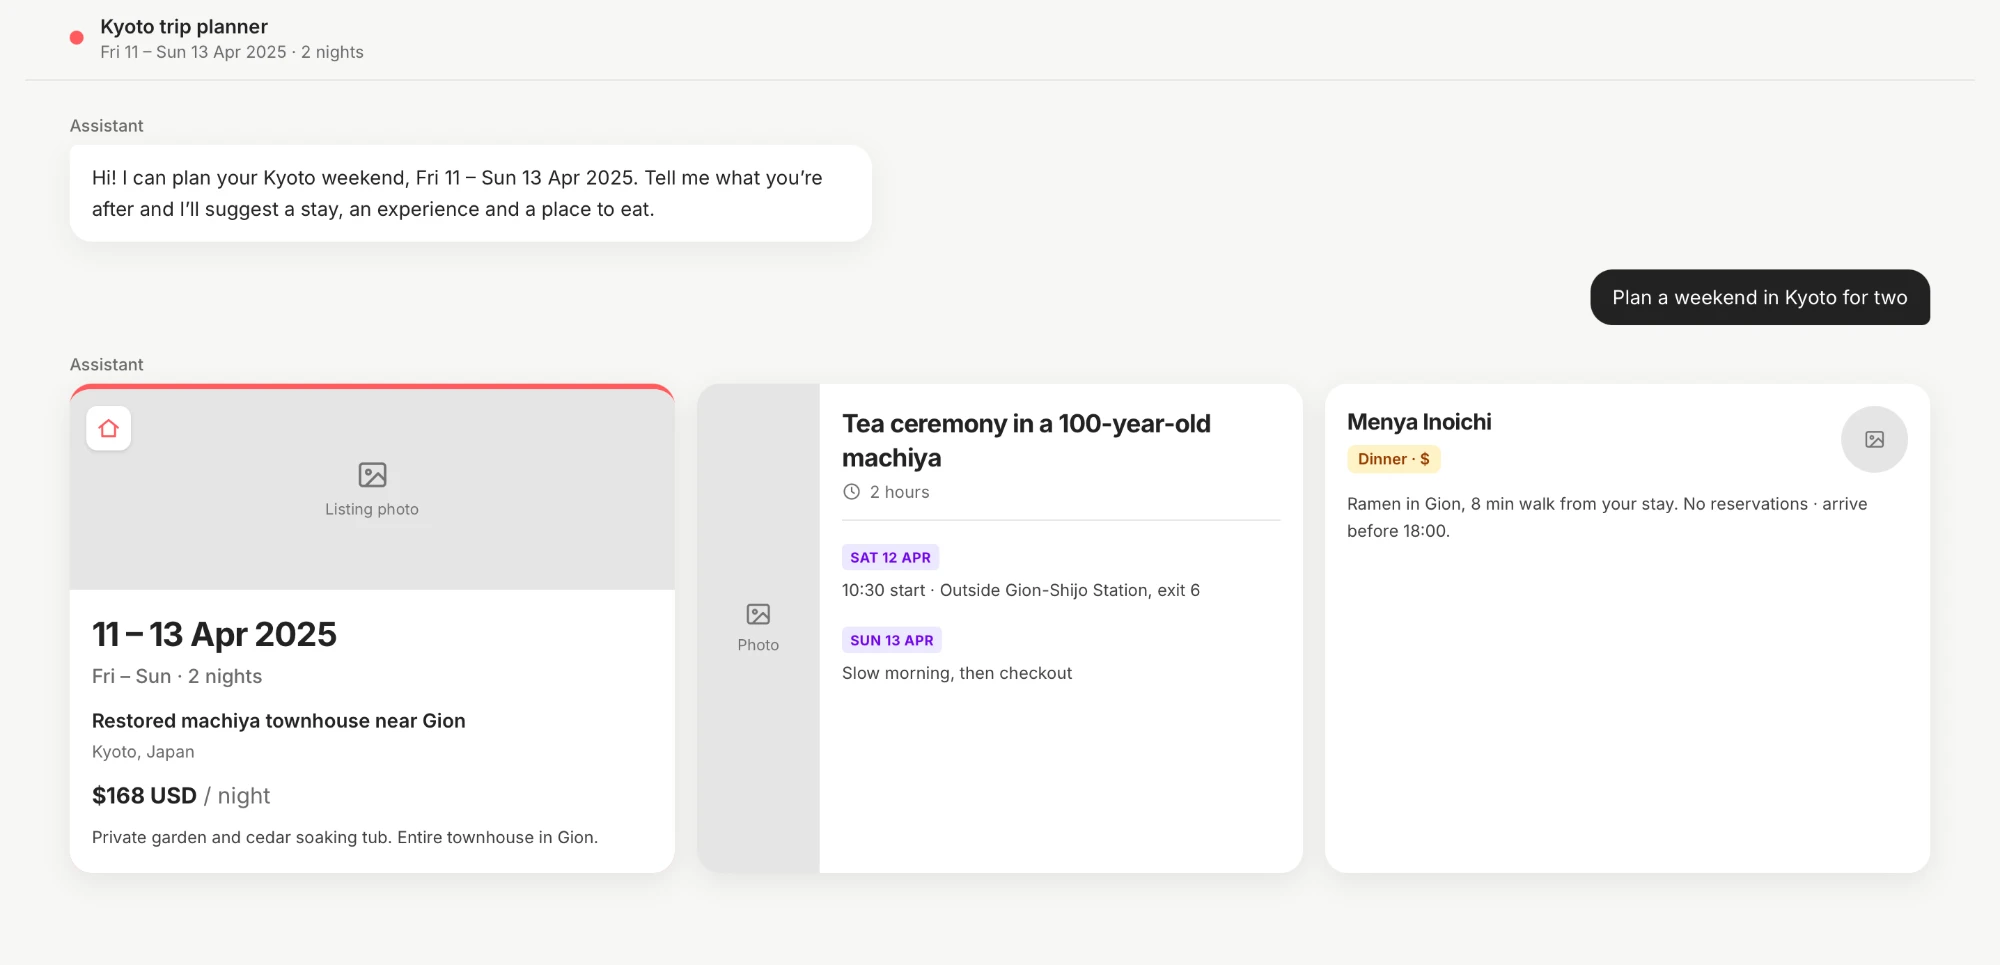 Kyoto trip planner
Fri 11 – Sun 13 Apr 2025 · 2 nights
Assistant
Hi! I can plan your Kyoto weekend, Fri 11 – Sun 13 Apr 2025. Tell me what you’re
after and I’ll suggest a stay, an experience and a place to eat.
Plan a weekend in Kyoto for two
Assistant
Listing photo
11 – 13 Apr 2025
Fri – Sun · 2 nights
Restored machiya townhouse near Gion
Kyoto, Japan
$168 USD / night
Private garden and cedar soaking tub. Entire townhouse in Gion.
Photo
Tea ceremony in a 100-year-old
machiya
2 hours
SAT 12 APR
10:30 start · Outside Gion-Shijo Station, exit 6
SUN 13 APR
Slow morning, then checkout
Menya Inoichi
Dinner · $
Ramen in Gion, 8 min walk from your stay. No reservations · arrive
before 18:00.